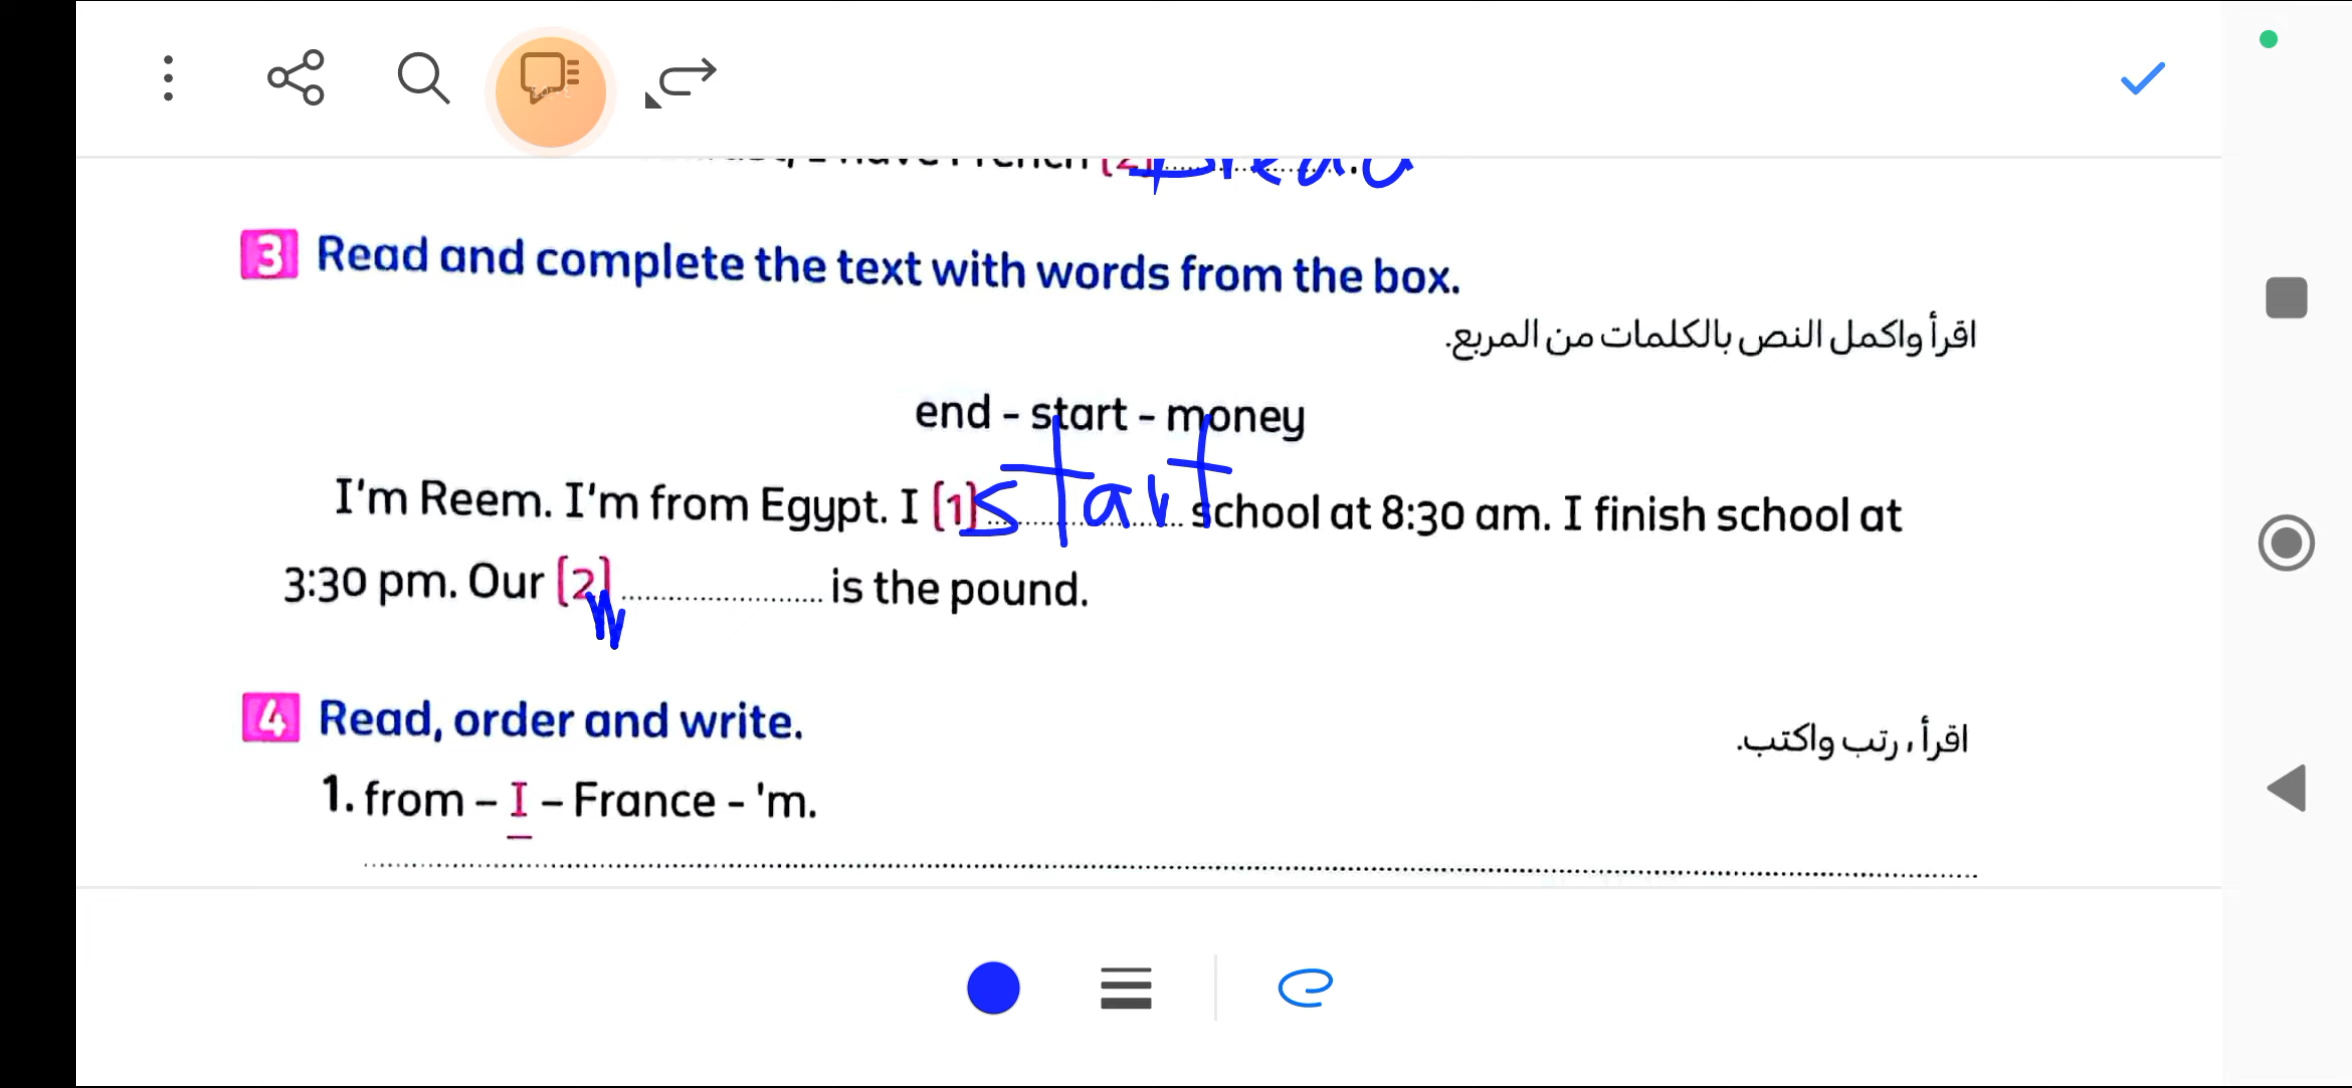 3 Read and complete the text with words from the box.
اقرأ واكمل النص بالكلمات من المربع.
end - start - money
I'm Reem. I'm from Egypt. I (1) start school at 8:30 am. I finish school at
3:30 pm. Our (2) .................... is the pound.
4 Read, order and write.
اقرأ، رتب واكتب.
1. from – I – France - 'm.